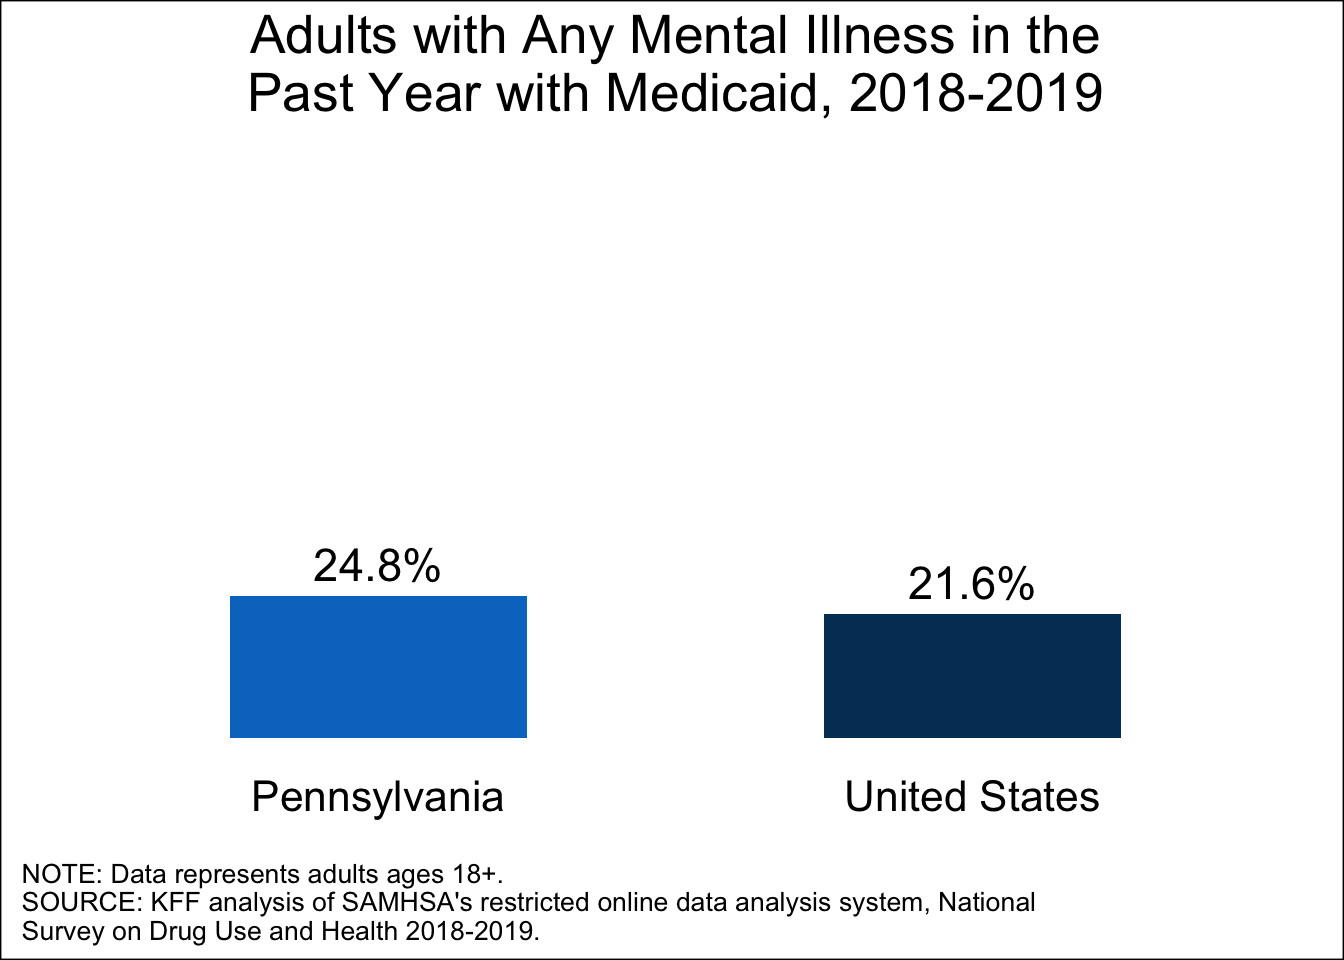 Adults with Any Mental Illness in the
Past Year with Medicaid, 2018-2019
24.8%
21.6%
Pennsylvania
United States
NOTE: Data represents adults ages 18+.
SOURCE: KFF analysis of SAMHSA's restricted online data analysis system, National
Survey on Drug Use and Health 2018-2019.